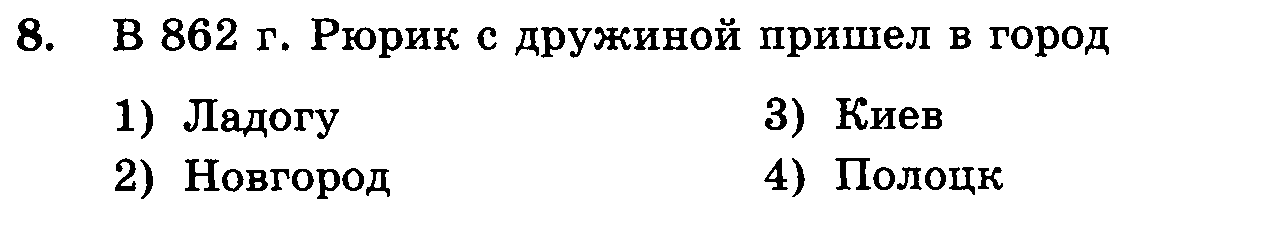 8. В 862 г. Рюрик с дружиной пришел в город
1) Ладогу 3) Киев
2) Новгород 4) Полоцк